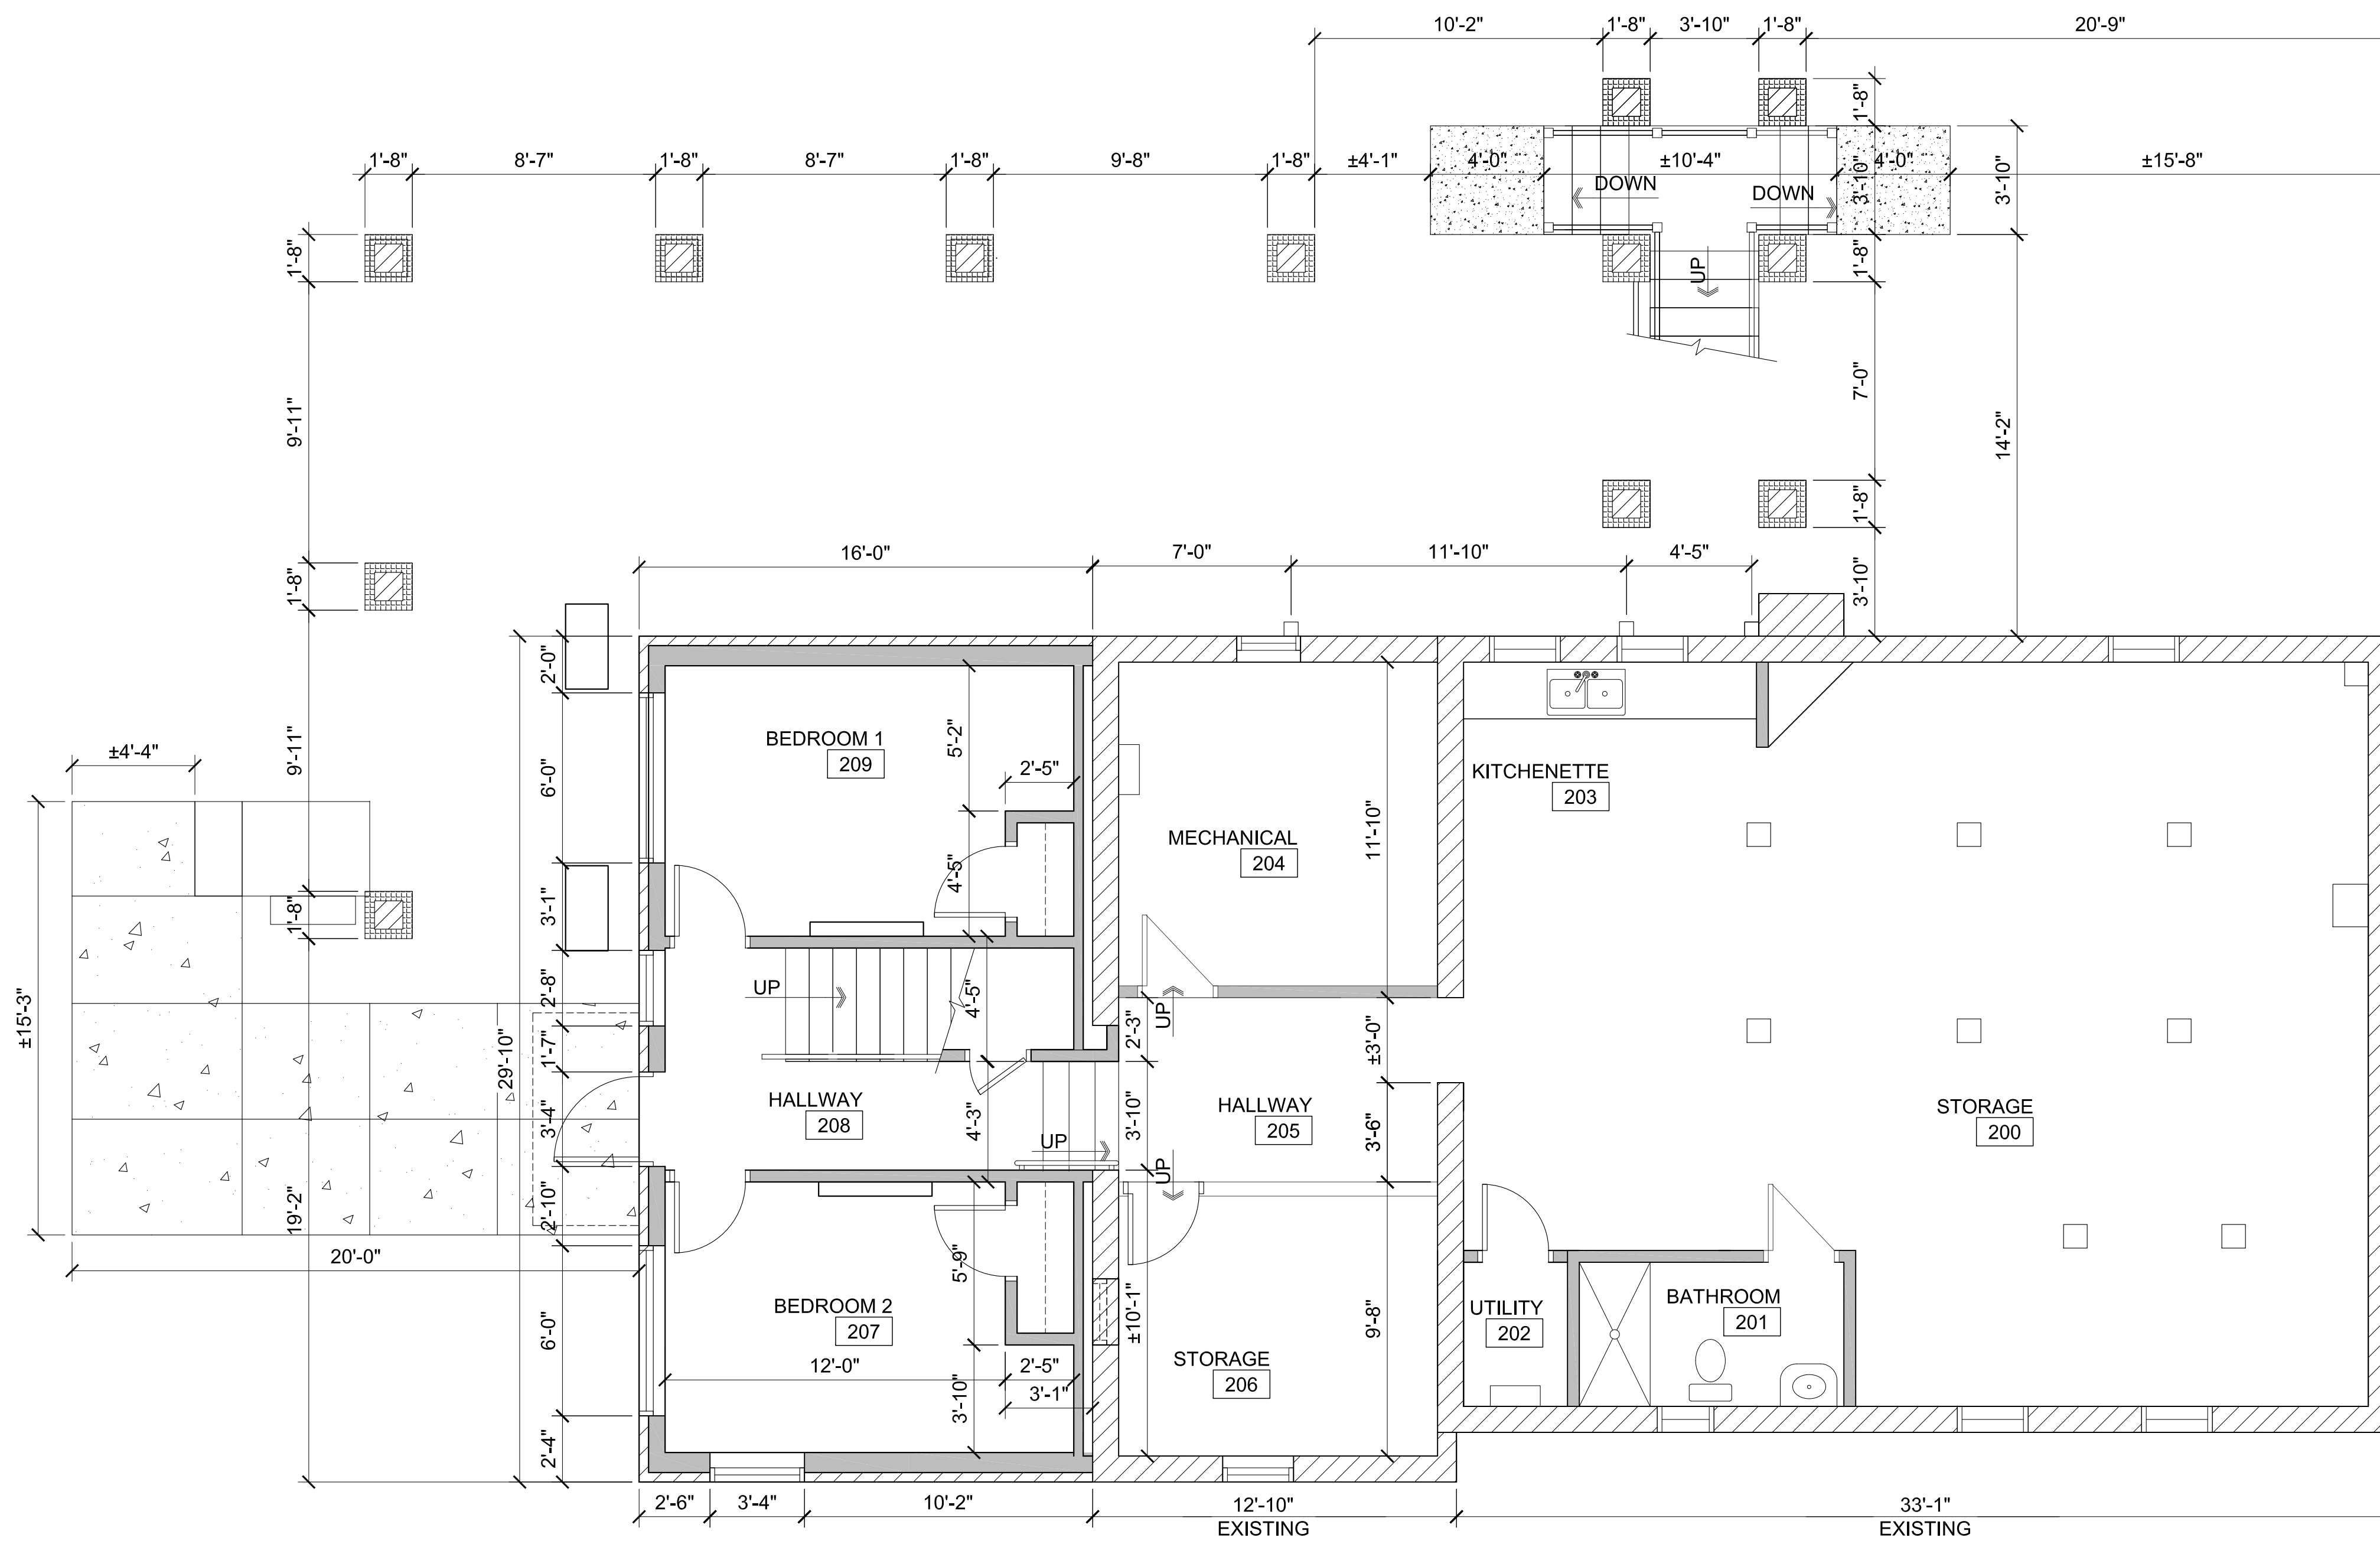 10'-2" 1'-8" 3'-10" 1'-8" 20'-9"
1'-8"
1'-8" 8'-7" 1'-8" 8'-7" 1'-8" 9'-8" 1'-8" ±4'-1" 4'-0" ±10'-4" 4'-0" ±15'-8"
DOWN
DOWN
3'-10"
3'-10"
1'-8"
1'-8"
UP
7'-0"
9'-11"
14'-2"
1'-8"
16'-0" 7'-0" 11'-10" 4'-5"
1'-8"
3'-10"
2'-0"
BEDROOM 1
209
5'-2"
2'-5"
±4'-4"
9'-11"
6'-0"
KITCHENETTE
203
MECHANICAL
204
11'-10"
4'-5"
1'-8"
3'-1"
UP
2'-8"
4'-5"
UP
2'-3"
±15'-3"
1'-7"
29'-10"
±3'-0"
HALLWAY
208
3'-4"
4'-3"
UP
3'-10"
HALLWAY
205
3'-6"
STORAGE
200
UP
19'-2"
2'-10"
20'-0"
5'-9"
BEDROOM 2
207
6'-0"
±10'-1"
9'-8"
UTILITY
202
BATHROOM
201
12'-0" 2'-5"
3'-1"
3'-10"
STORAGE
206
2'-4"
2'-6" 3'-4" 10'-2" 12'-10" 33'-1"
EXISTING EXISTING